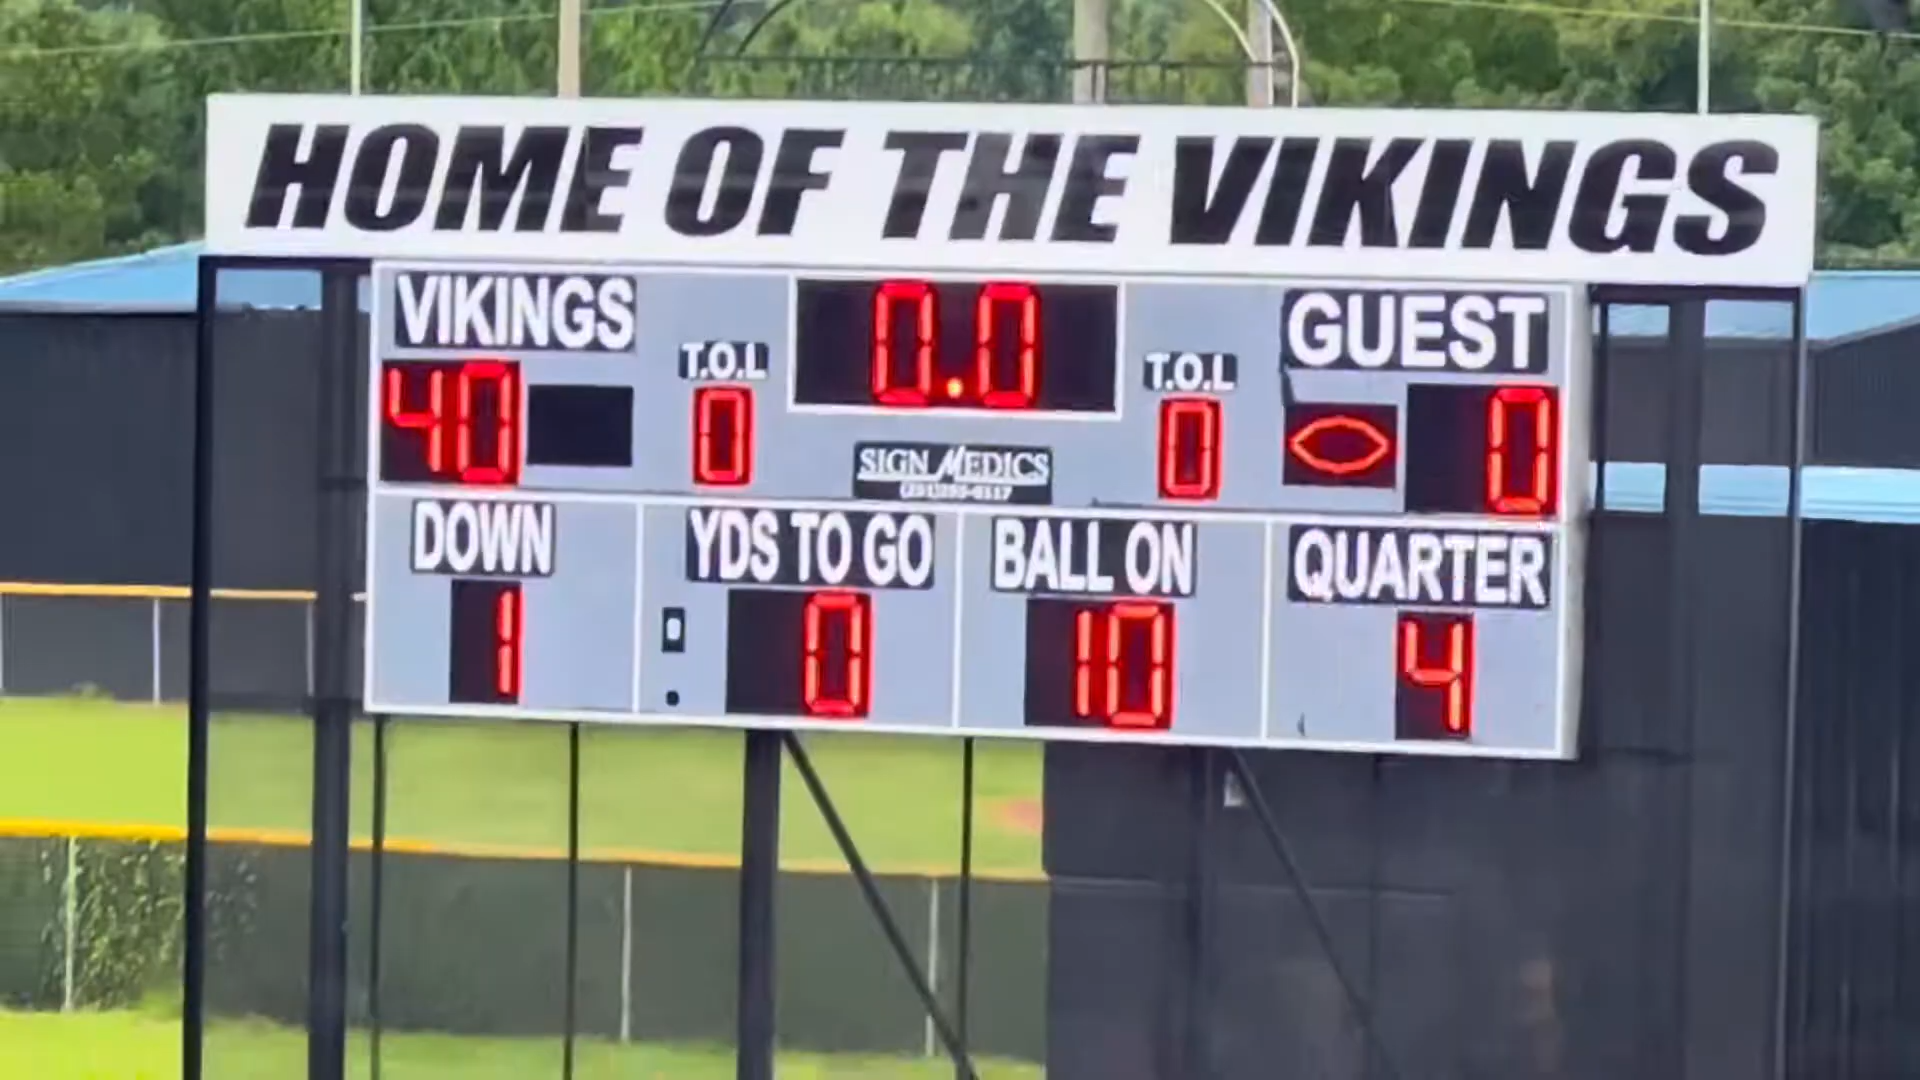 HOME OF THE VIKINGS
VIKINGS
0.0
GUEST
T.O.L
T.O.L
40
0
0
0
SIGN MEDICS
DOWN
YDS TO GO
BALL ON
QUARTER
1
0
10
4